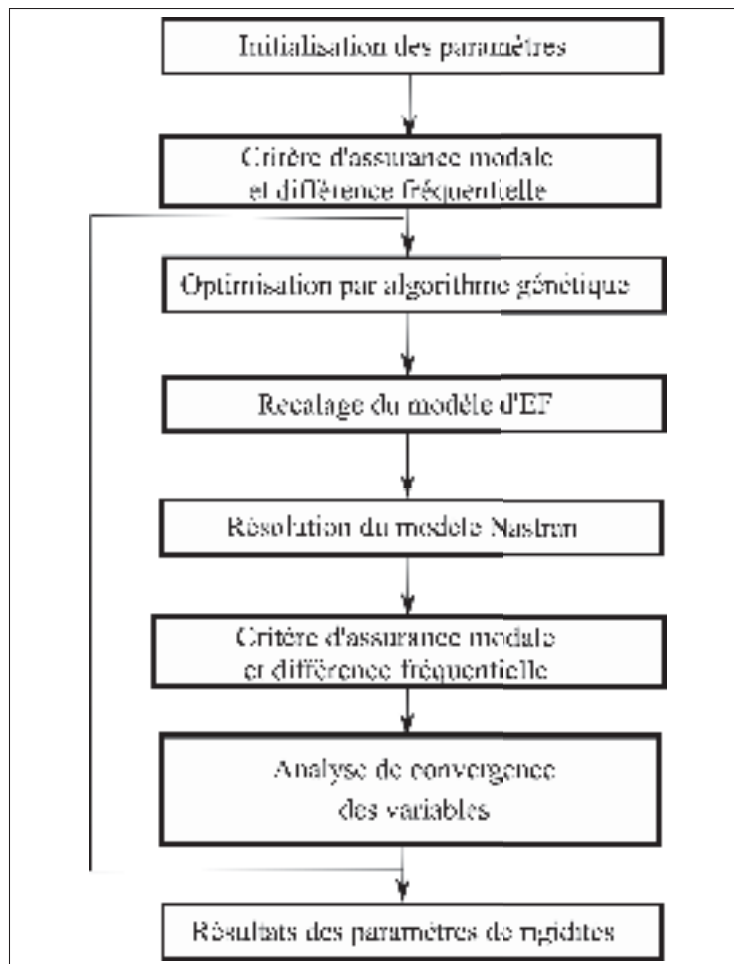 Initialisation des paramètres
Critère d'assurance modale
et différence fréquentielle
Optimisation par algorithme génétique
Recalage du modèle d'EF
Résolution du modèle Nastran
Critère d'assurance modale
et différence fréquentielle
Analyse de convergence
des variables
Résultats des paramètres de rigidites